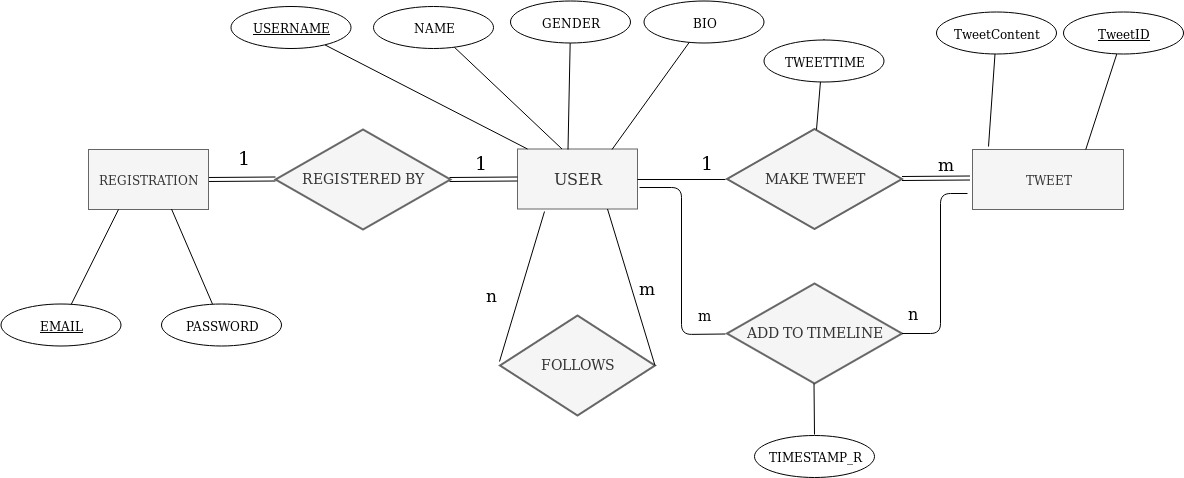 USERNAME
NAME
GENDER
BIO
TWEETTIME
TweetContent
TweetID
REGISTRATION
1
REGISTERED BY
1
USER
1
MAKE TWEET
m
TWEET
EMAIL
PASSWORD
n
m
FOLLOWS
m
ADD TO TIMELINE
n
TIMESTAMP_R